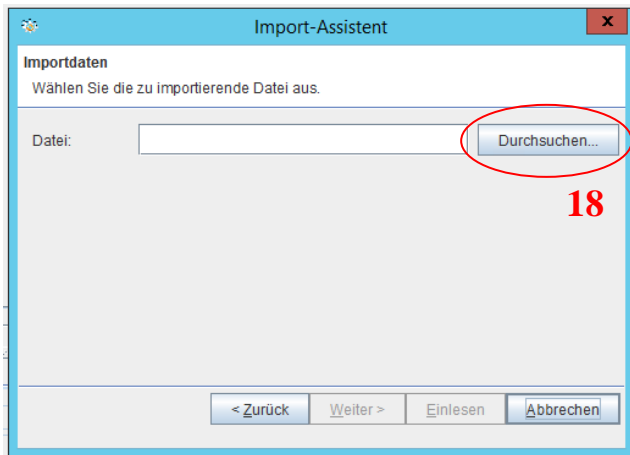 Import-Assistent
x
Importdaten
Wählen Sie die zu importierende Datei aus.
Datei: Durchsuchen...
18
< Zurück Weiter > Einlesen Abbrechen